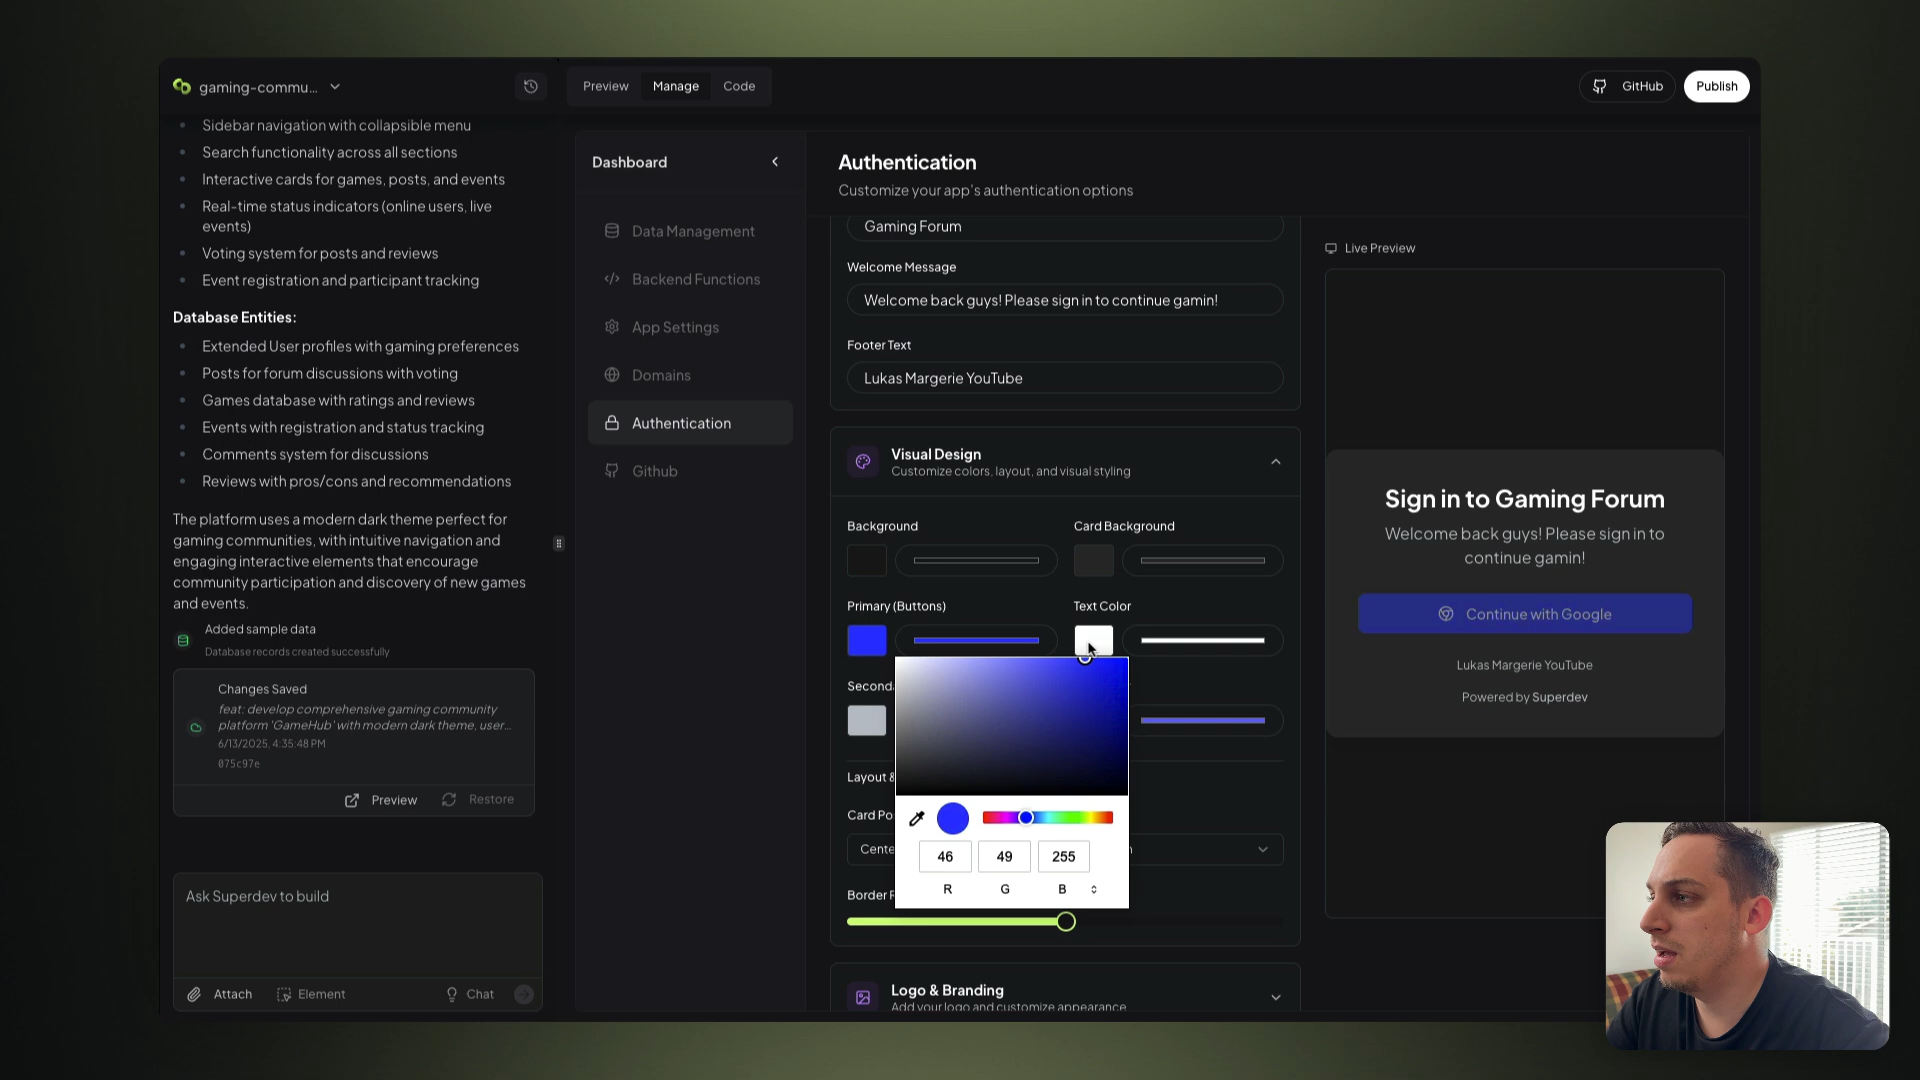 gaming-commu...
Preview
Manage
Code
GitHub
Publish
Sidebar navigation with collapsible menu
Search functionality across all sections
Interactive cards for games, posts, and events
Real-time status indicators (online users, live
events)
Voting system for posts and reviews
Event registration and participant tracking
Database Entities:
Extended User profiles with gaming preferences
Posts for forum discussions with voting
Games database with ratings and reviews
Events with registration and status tracking
Comments system for discussions
Reviews with pros/cons and recommendations
The platform uses a modern dark theme perfect for
gaming communities, with intuitive navigation and
engaging interactive elements that encourage
community participation and discovery of new games
and events.
Added sample data
Database records created successfully
Changes Saved
feat: develop comprehensive gaming community
platform 'GameHub' with modern dark theme, user...
6/13/2025, 4:35:48 PM
075c97e
Preview
Restore
Ask Superdev to build
Attach
Element
Chat
Dashboard
Data Management
Backend Functions
App Settings
Domains
Authentication
Github
Authentication
Customize your app's authentication options
Gaming Forum
Welcome Message
Welcome back guys! Please sign in to continue gamin!
Footer Text
Lukas Margerie YouTube
Visual Design
Customize colors, layout, and visual styling
Background
Card Background
Primary (Buttons)
Text Color
Layout &
46
49
255
R
G
B
Logo & Branding
Add your logo and customize appearance
Live Preview
Sign in to Gaming Forum
Welcome back guys! Please sign in to
continue gamin!
Continue with Google
Lukas Margerie YouTube
Powered by Superdev